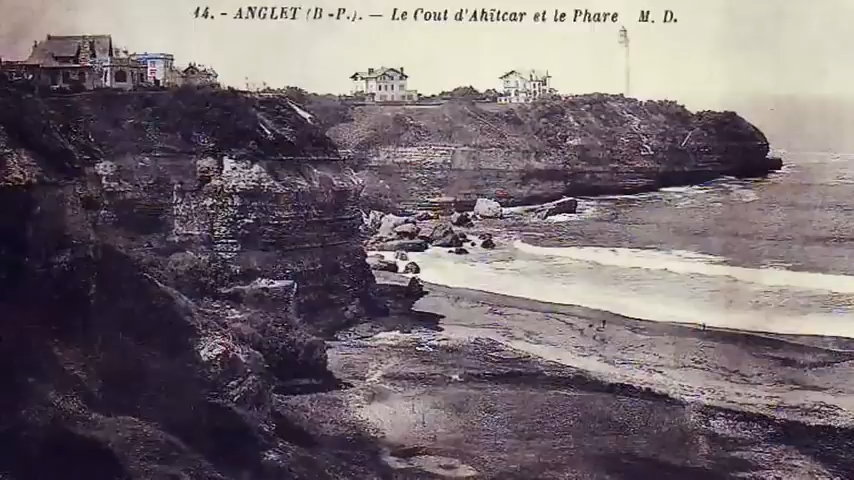 14. - ANGLET (B-P.). — Le Cout d'Ahïtcar et le Phare M. D.